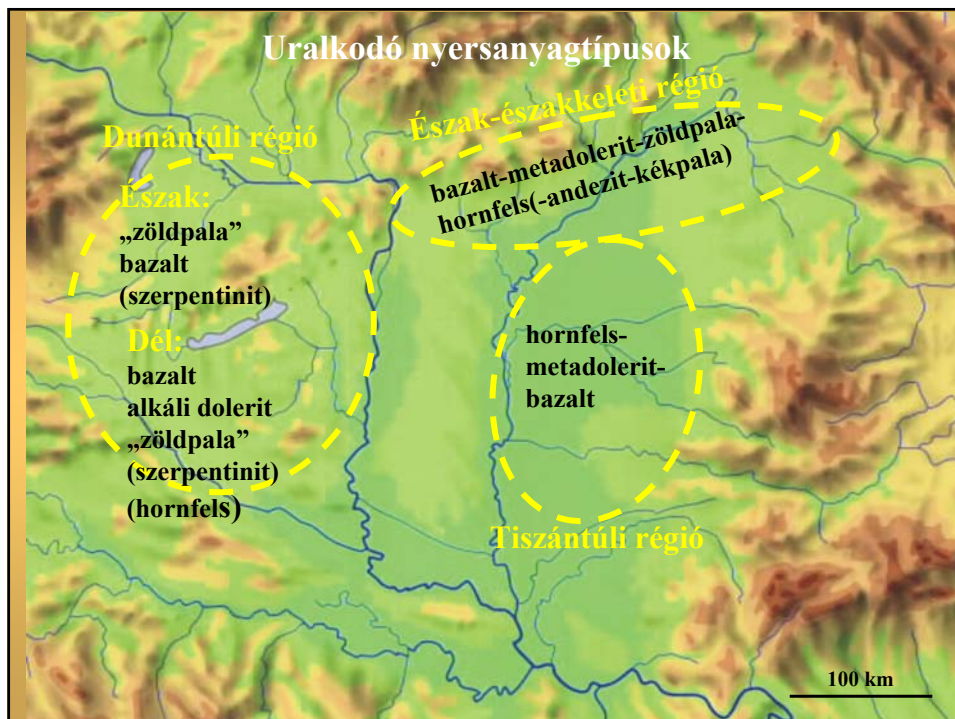 Uralkodó nyersanyagtípusok
Észak-északkeleti régió
bazalt-metadolerit-zöldpala-
hornfels(-andezit-kékpala)
Dunántúli régió
Észak:
„zöldpala”
bazalt
(szerpentinit)
Dél:
bazalt
alkáli dolerit
„zöldpala”
(szerpentinit)
(hornfels)
hornfels-
metadolerit-
bazalt
Tiszántúli régió
100 km